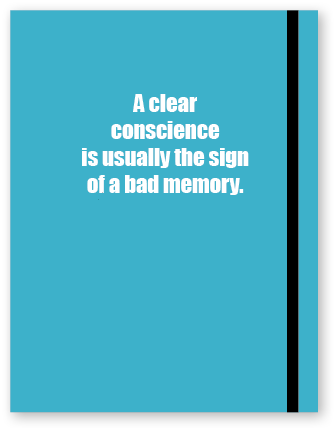 A clear
conscience
is usually the sign
of a bad memory.